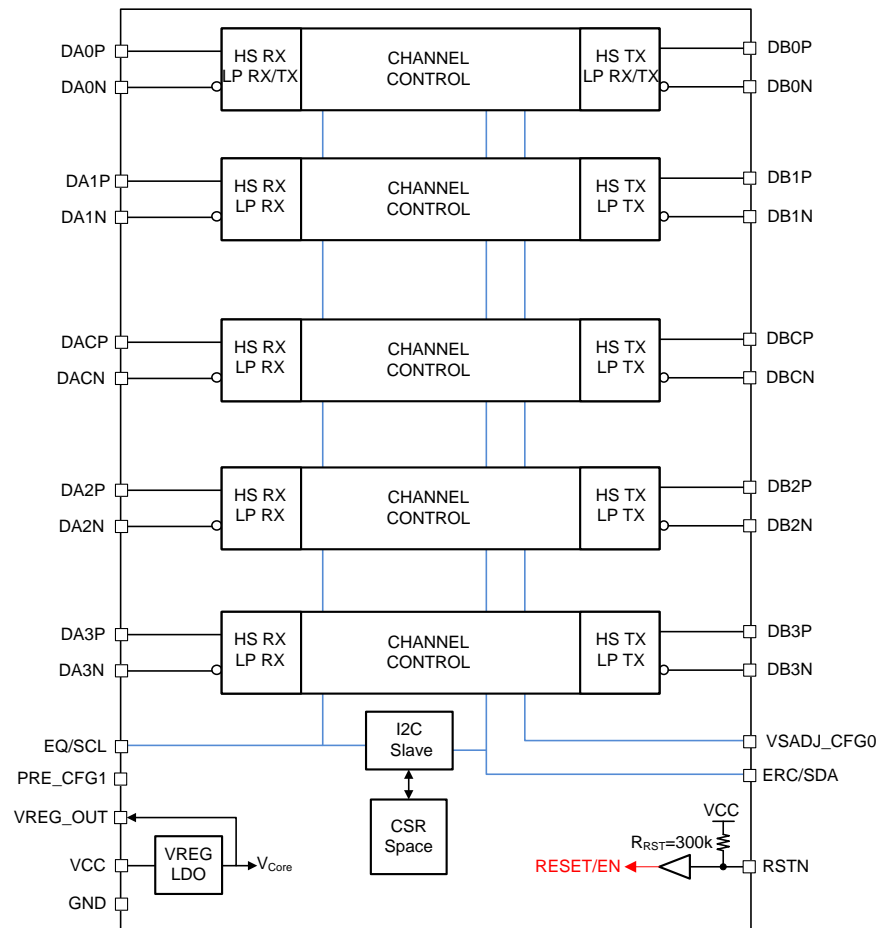 DA0P
HS RX
LP RX/TX
CHANNEL
CONTROL
HS TX
LP RX/TX
DB0P
DA0N
DB0N
DA1P
HS RX
LP RX
CHANNEL
CONTROL
HS TX
LP TX
DB1P
DA1N
DB1N
DACP
HS RX
LP RX
CHANNEL
CONTROL
HS TX
LP TX
DBCP
DACN
DBCN
DA2P
HS RX
LP RX
CHANNEL
CONTROL
HS TX
LP TX
DB2P
DA2N
DB2N
DA3P
HS RX
LP RX
CHANNEL
CONTROL
HS TX
LP TX
DB3P
DA3N
DB3N
EQ/SCL
I2C
Slave
VSADJ_CFG0
PRE_CFG1
ERC/SDA
VREG_OUT
CSR
Space
VCC
RRST=300k
VCC
VREG
LDO
VCore
RESET/EN
RSTN
GND